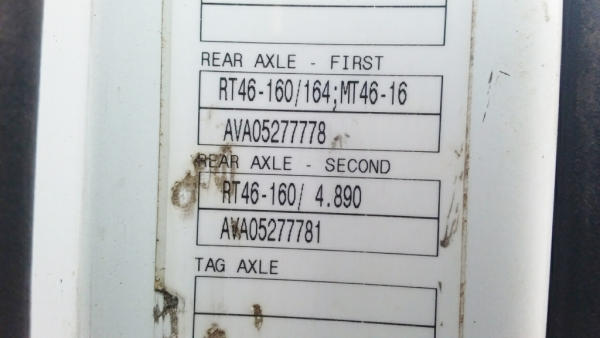 REAR AXLE - FIRST
RT46-160/164;MT46-16
AVA05277778
REAR AXLE - SECOND
RT46-160/ 4.890
AVA05277781
TAG AXLE